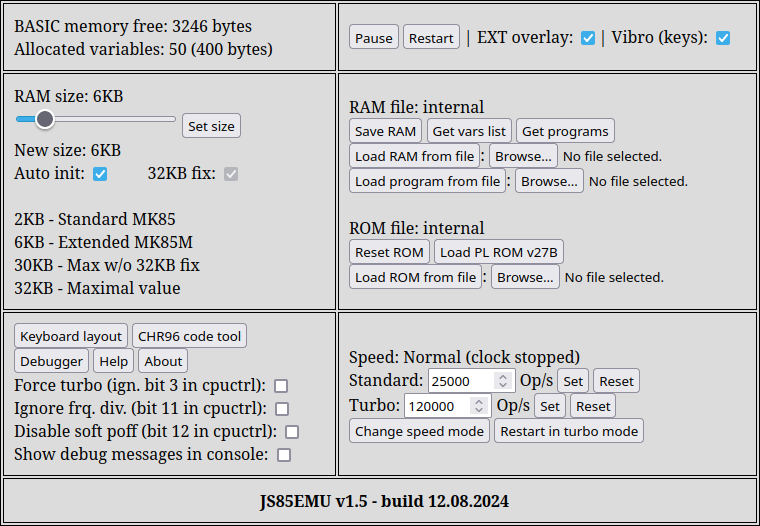 BASIC memory free: 3246 bytes
Allocated variables: 50 (400 bytes)
Pause Restart | EXT overlay: | Vibro (keys):
RAM size: 6KB
Set size
New size: 6KB
Auto init: 32KB fix:
2KB - Standard MK85
6KB - Extended MK85M
30KB - Max w/o 32KB fix
32KB - Maximal value
RAM file: internal
Save RAM Get vars list Get programs
Load RAM from file : Browse... No file selected.
Load program from file : Browse... No file selected.
ROM file: internal
Reset ROM Load PL ROM v27B
Load ROM from file : Browse... No file selected.
Keyboard layout CHR96 code tool
Debugger Help About
Force turbo (ign. bit 3 in cpuctrl):
Ignore frq. div. (bit 11 in cpuctrl):
Disable soft poff (bit 12 in cpuctrl):
Show debug messages in console:
Speed: Normal (clock stopped)
Standard: 25000 Op/s Set Reset
Turbo: 120000 Op/s Set Reset
Change speed mode Restart in turbo mode
JS85EMU v1.5 - build 12.08.2024